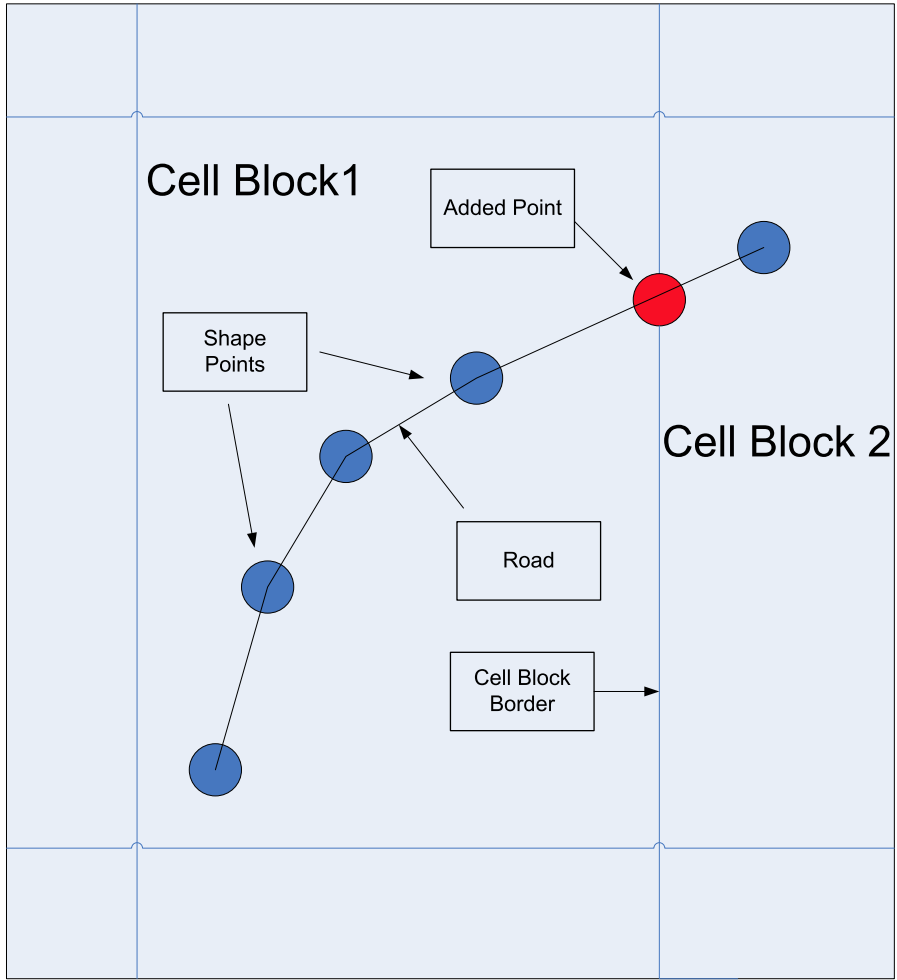 Cell Block1
Added Point
Shape
Points
Cell Block 2
Road
Cell Block
Border